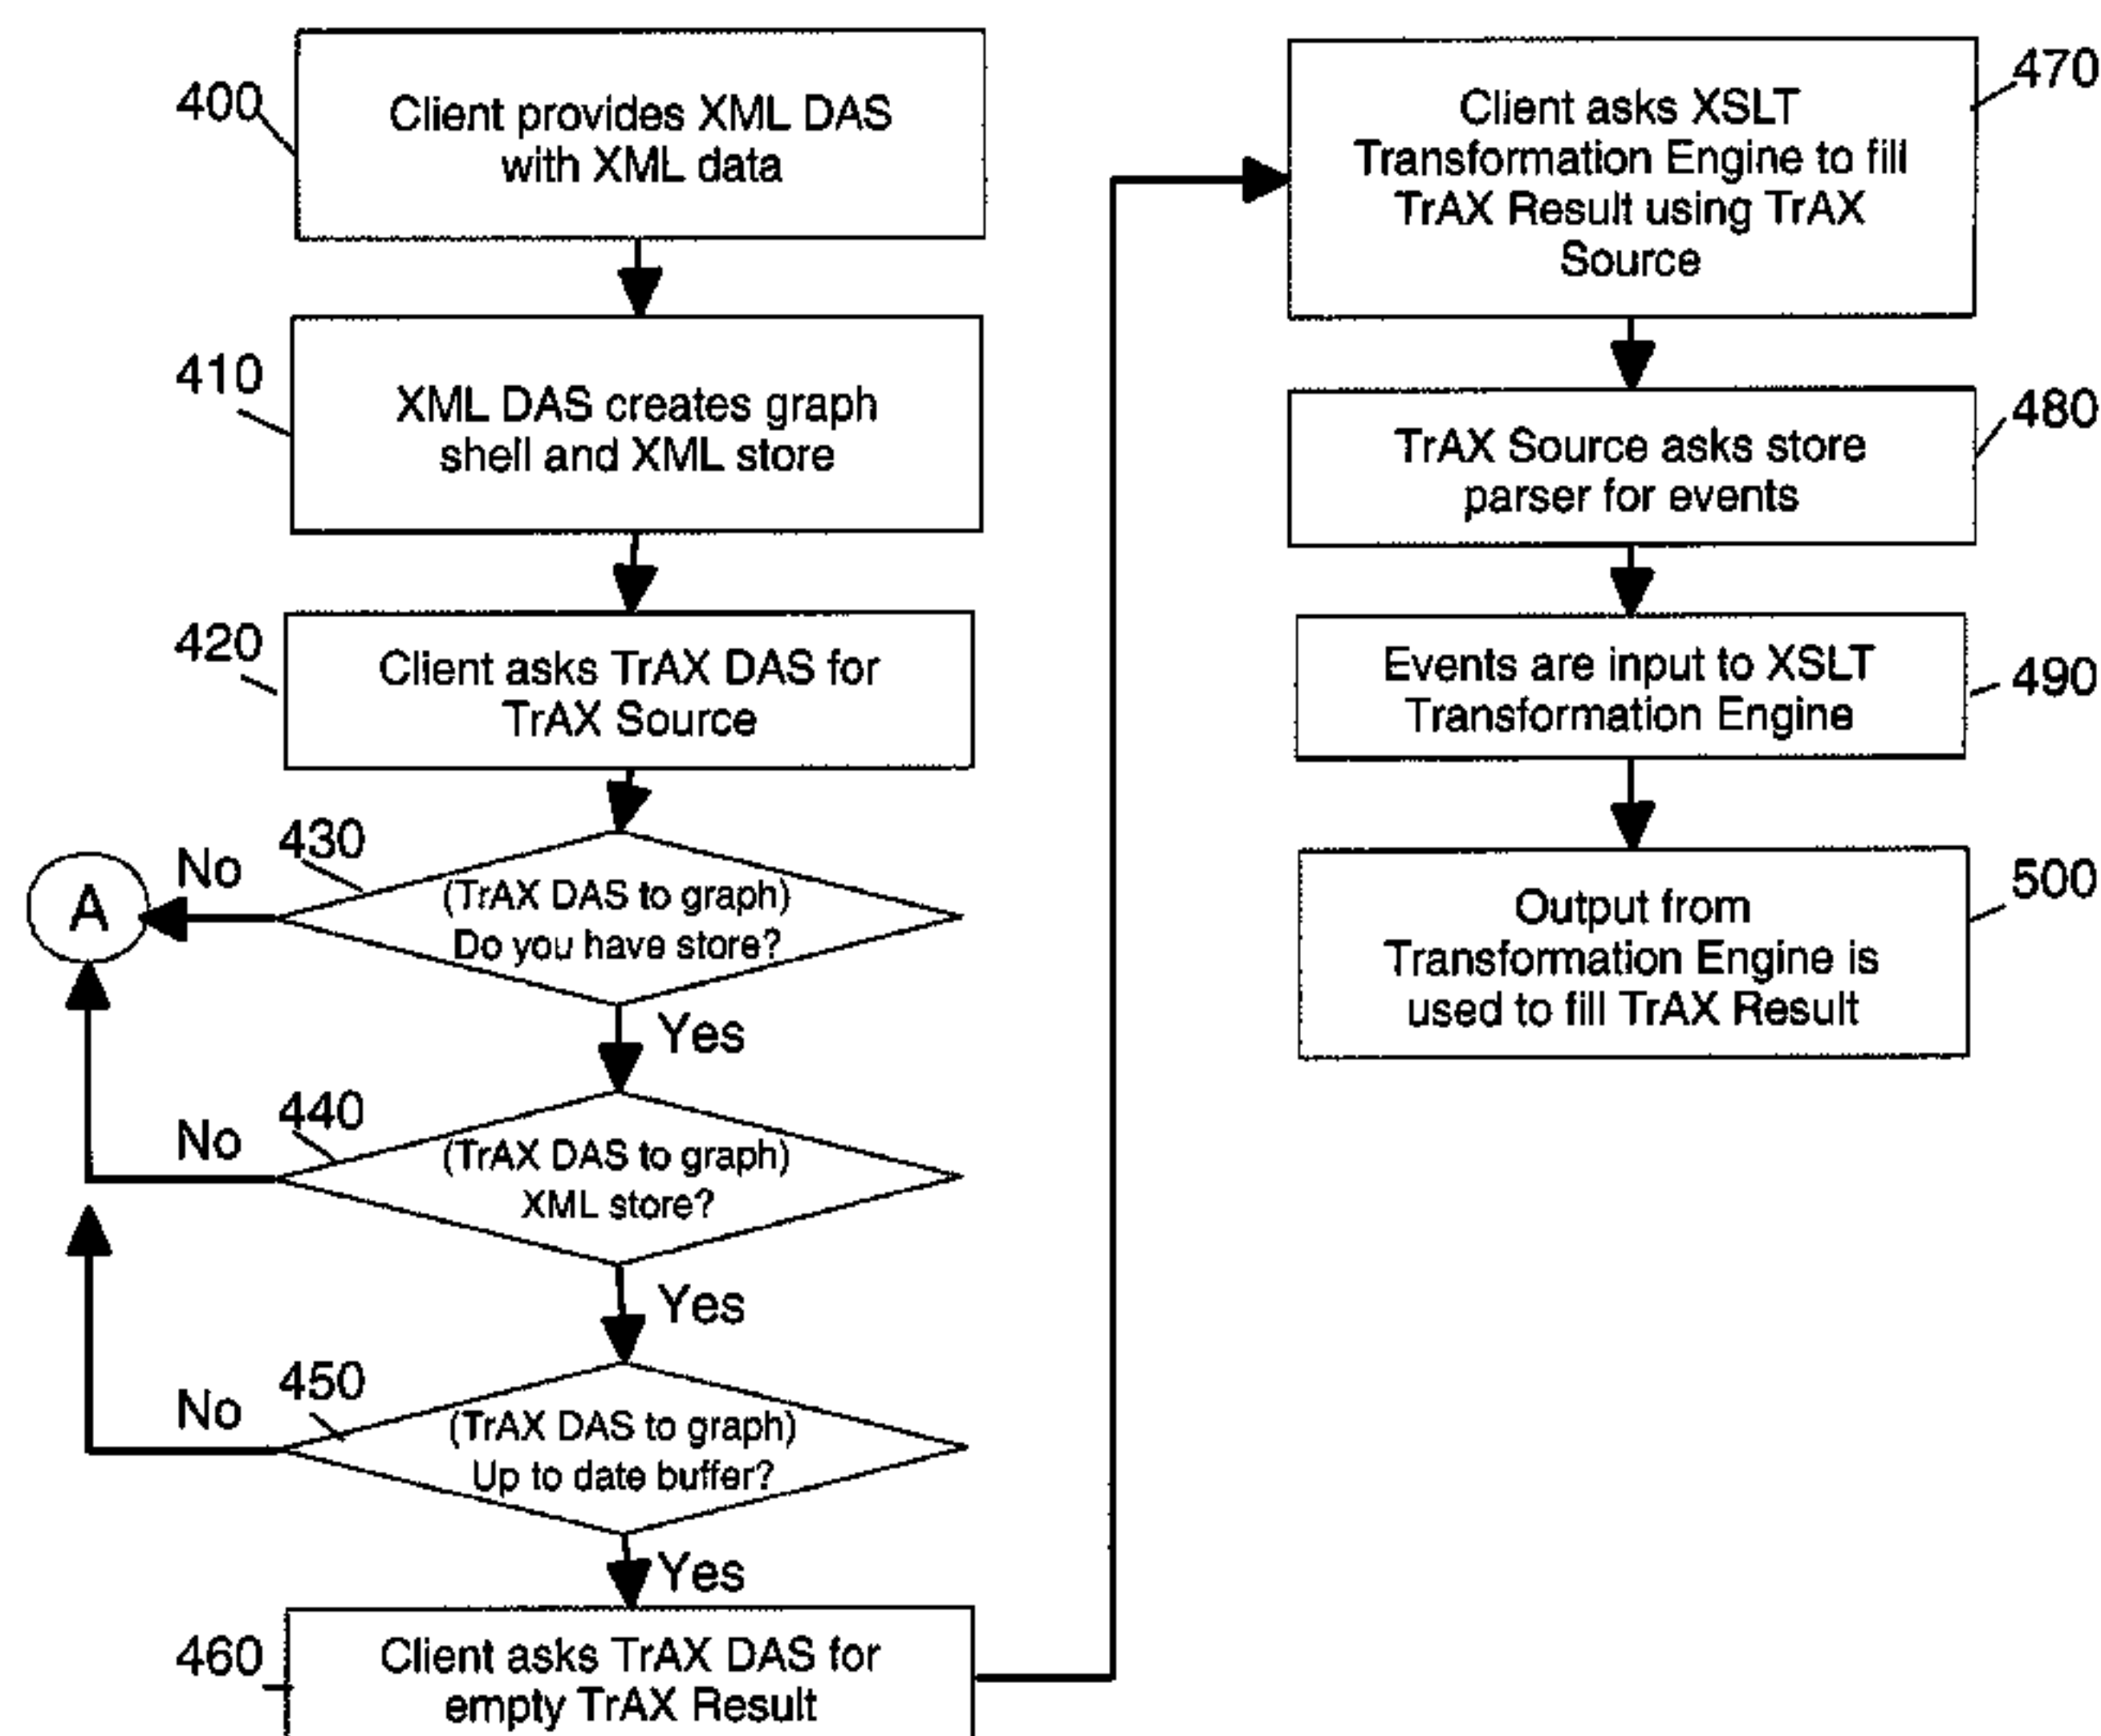 400
Client provides XML DAS
with XML data
410
XML DAS creates graph
shell and XML store
420
Client asks TrAX DAS for
TrAX Source
430
(TrAX DAS to graph)
Do you have store?
No
A
Yes
440
(TrAX DAS to graph)
XML store?
No
Yes
450
(TrAX DAS to graph)
Up to date buffer?
No
Yes
460
Client asks TrAX DAS for
empty TrAX Result
470
Client asks XSLT
Transformation Engine to fill
TrAX Result using TrAX
Source
480
TrAX Source asks store
parser for events
490
Events are input to XSLT
Transformation Engine
500
Output from
Transformation Engine is
used to fill TrAX Result